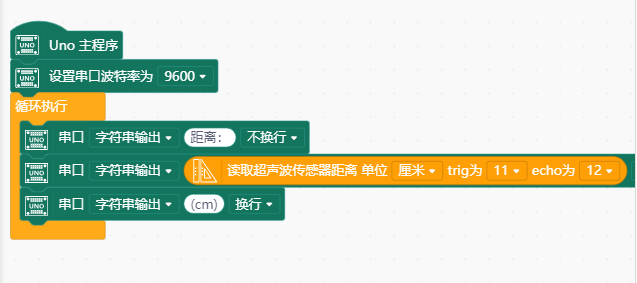 UNO Uno 主程序
UNO 设置串口波特率为 9600
循环执行
UNO 串口 字符串输出 距离： 不换行
UNO 串口 字符串输出 读取超声波传感器距离 单位 厘米 trig为 11 echo为 12
UNO 串口 字符串输出 (cm) 换行